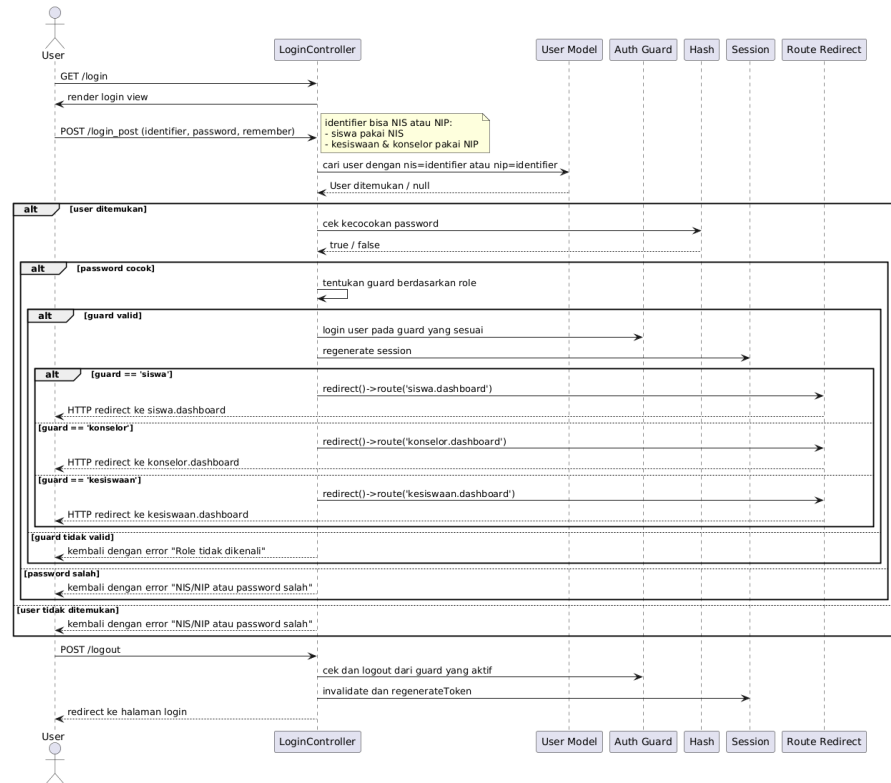 User
LoginController
User Model
Auth Guard
Hash
Session
Route Redirect
GET /login
render login view
POST /login_post (identifier, password, remember)
identifier bisa NIS atau NIP:
- siswa pakai NIS
- kesiswaan & konselor pakai NIP
cari user dengan nis=identifier atau nip=identifier
User ditemukan / null
alt [user ditemukan]
cek kecocokan password
true / false
alt [password cocok]
tentukan guard berdasarkan role
alt [guard valid]
login user pada guard yang sesuai
regenerate session
alt [guard == 'siswa']
redirect()->route('siswa.dashboard')
HTTP redirect ke siswa.dashboard
[guard == 'konselor']
redirect()->route('konselor.dashboard')
HTTP redirect ke konselor.dashboard
[guard == 'kesiswaan']
redirect()->route('kesiswaan.dashboard')
HTTP redirect ke kesiswaan.dashboard
[guard tidak valid]
kembali dengan error "Role tidak dikenali"
[password salah]
kembali dengan error "NIS/NIP atau password salah"
[user tidak ditemukan]
kembali dengan error "NIS/NIP atau password salah"
POST /logout
cek dan logout dari guard yang aktif
invalidate dan regenerateToken
redirect ke halaman login
User
LoginController
User Model
Auth Guard
Hash
Session
Route Redirect